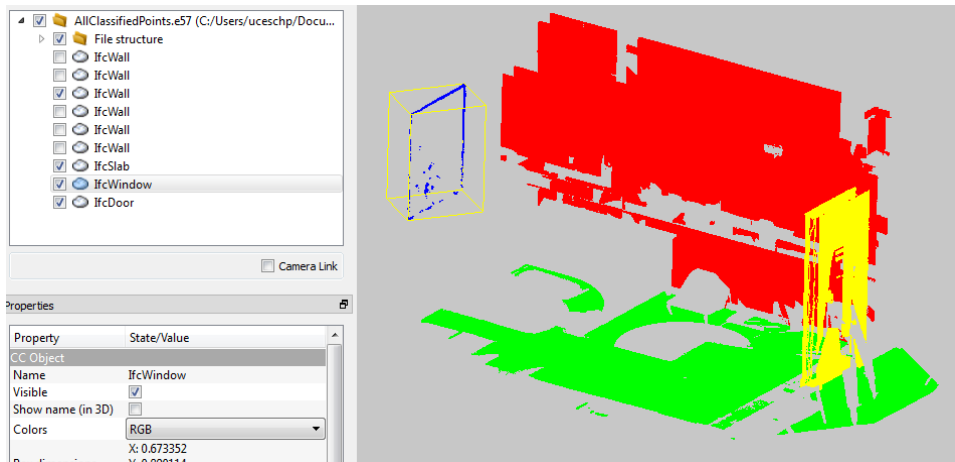 AllClassifiedPoints.e57 (C:/Users/uceschp/Docu...
File structure
IfcWall
IfcWall
IfcWall
IfcWall
IfcWall
IfcWall
IfcSlab
IfcWindow
IfcDoor
Camera Link
Properties
Property State/Value
CC Object
Name IfcWindow
Visible
Show name (in 3D)
Colors RGB
X: 0.673352